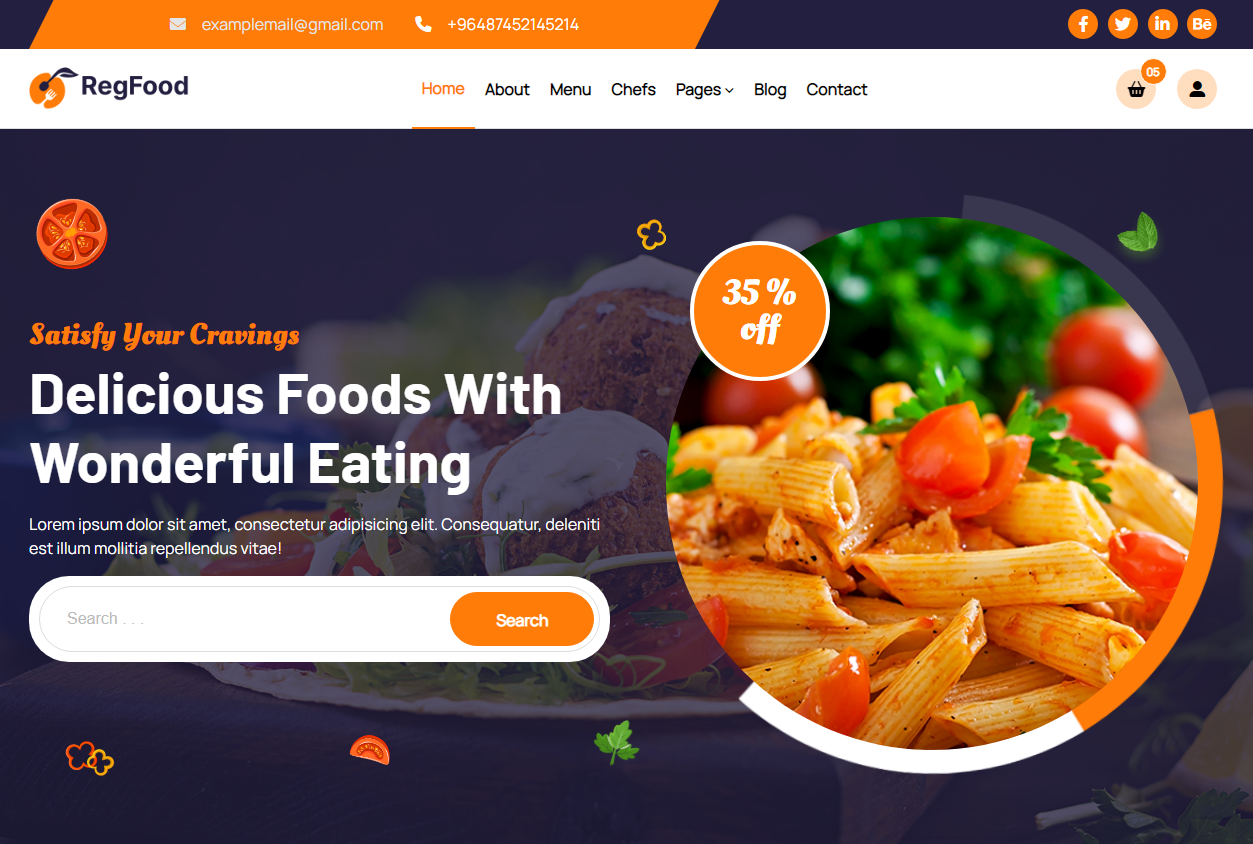 examplemail@gmail.com
+96487452145214
Bē
RegFood
Home
About
Menu
Chefs
Pages
Blog
Contact
05
35 %
off
Satisfy Your Cravings
Delicious Foods With
Wonderful Eating
Lorem ipsum dolor sit amet, consectetur adipisicing elit. Consequatur, deleniti
est illum mollitia repellendus vitae!
Search . . .
Search